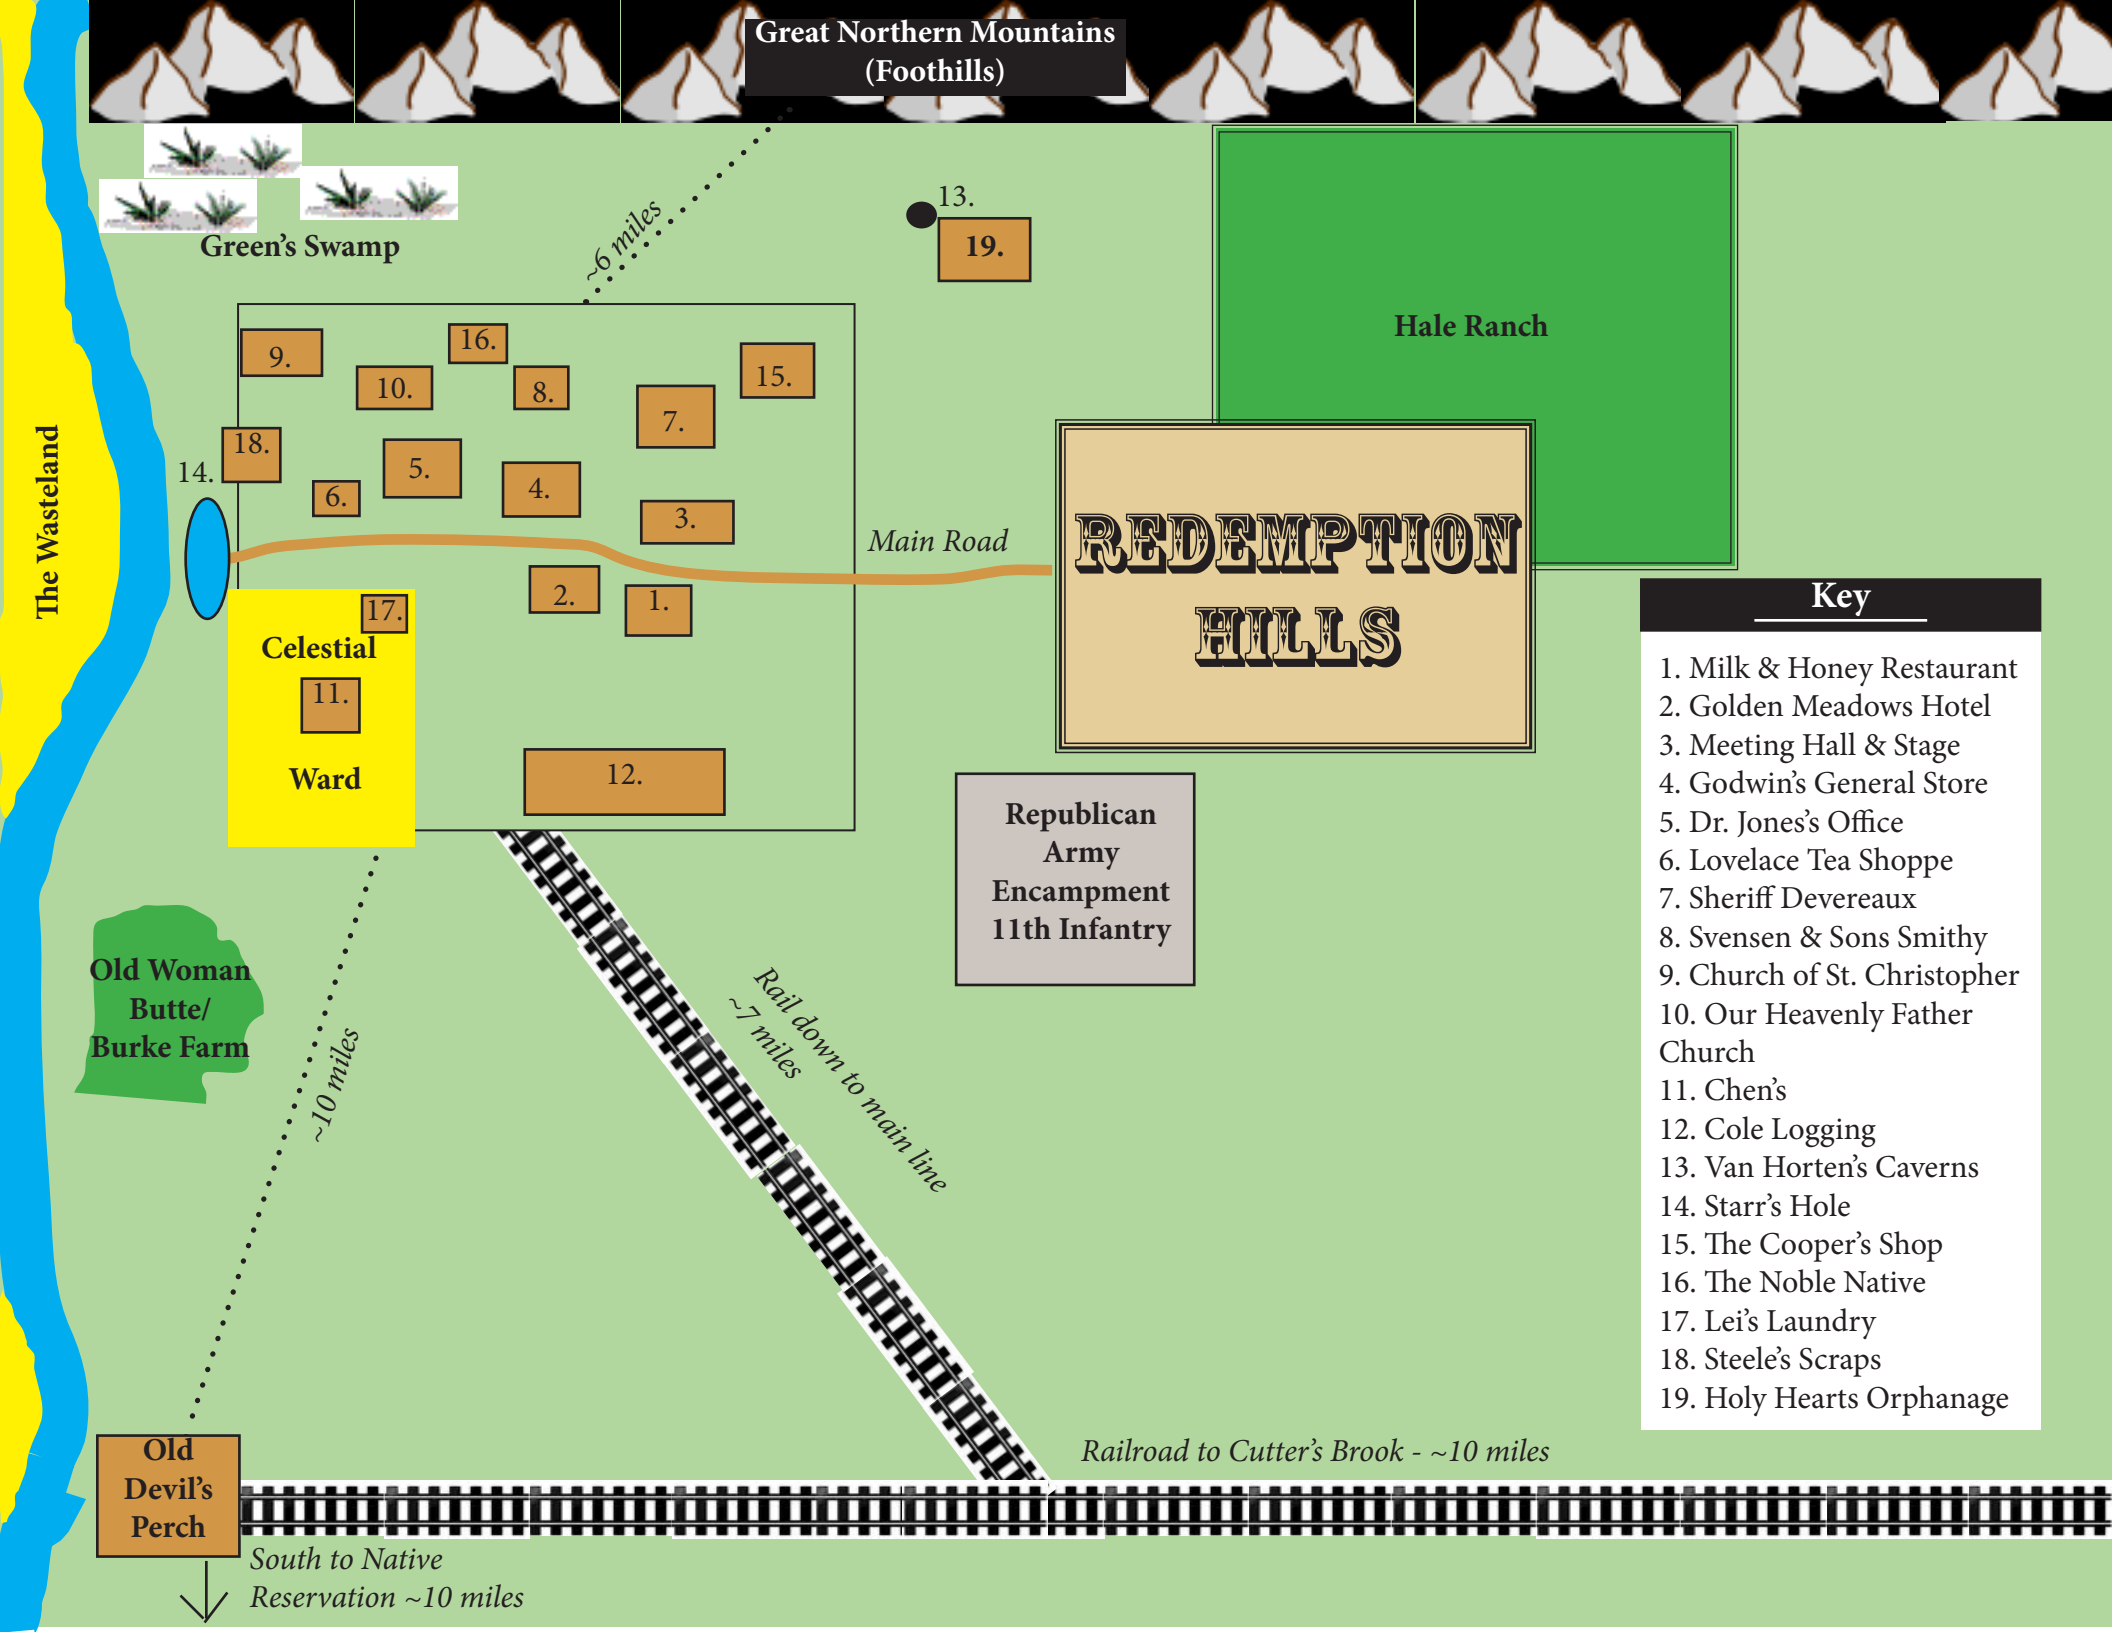 Great Northern Mountains
(Foothills)
Green's Swamp
~6 miles
13.
19.
Hale Ranch
9.
16.
10.
8.
15.
7.
18.
5.
4.
6.
3.
14.
The Wasteland
Main Road
REDEMPTION
HILLS
2.
1.
17.
Celestial
11.
Ward
12.
Republican
Army
Encampment
11th Infantry
Old Woman
Butte/
Burke Farm
~10 miles
Rail down to main line
~7 miles
Old
Devil's
Perch
Railroad to Cutter's Brook - ~10 miles
South to Native
Reservation ~10 miles
Key
1. Milk & Honey Restaurant
2. Golden Meadows Hotel
3. Meeting Hall & Stage
4. Godwin's General Store
5. Dr. Jones's Office
6. Lovelace Tea Shoppe
7. Sheriff Devereaux
8. Svensen & Sons Smithy
9. Church of St. Christopher
10. Our Heavenly Father
Church
11. Chen's
12. Cole Logging
13. Van Horten's Caverns
14. Starr's Hole
15. The Cooper's Shop
16. The Noble Native
17. Lei's Laundry
18. Steele's Scraps
19. Holy Hearts Orphanage